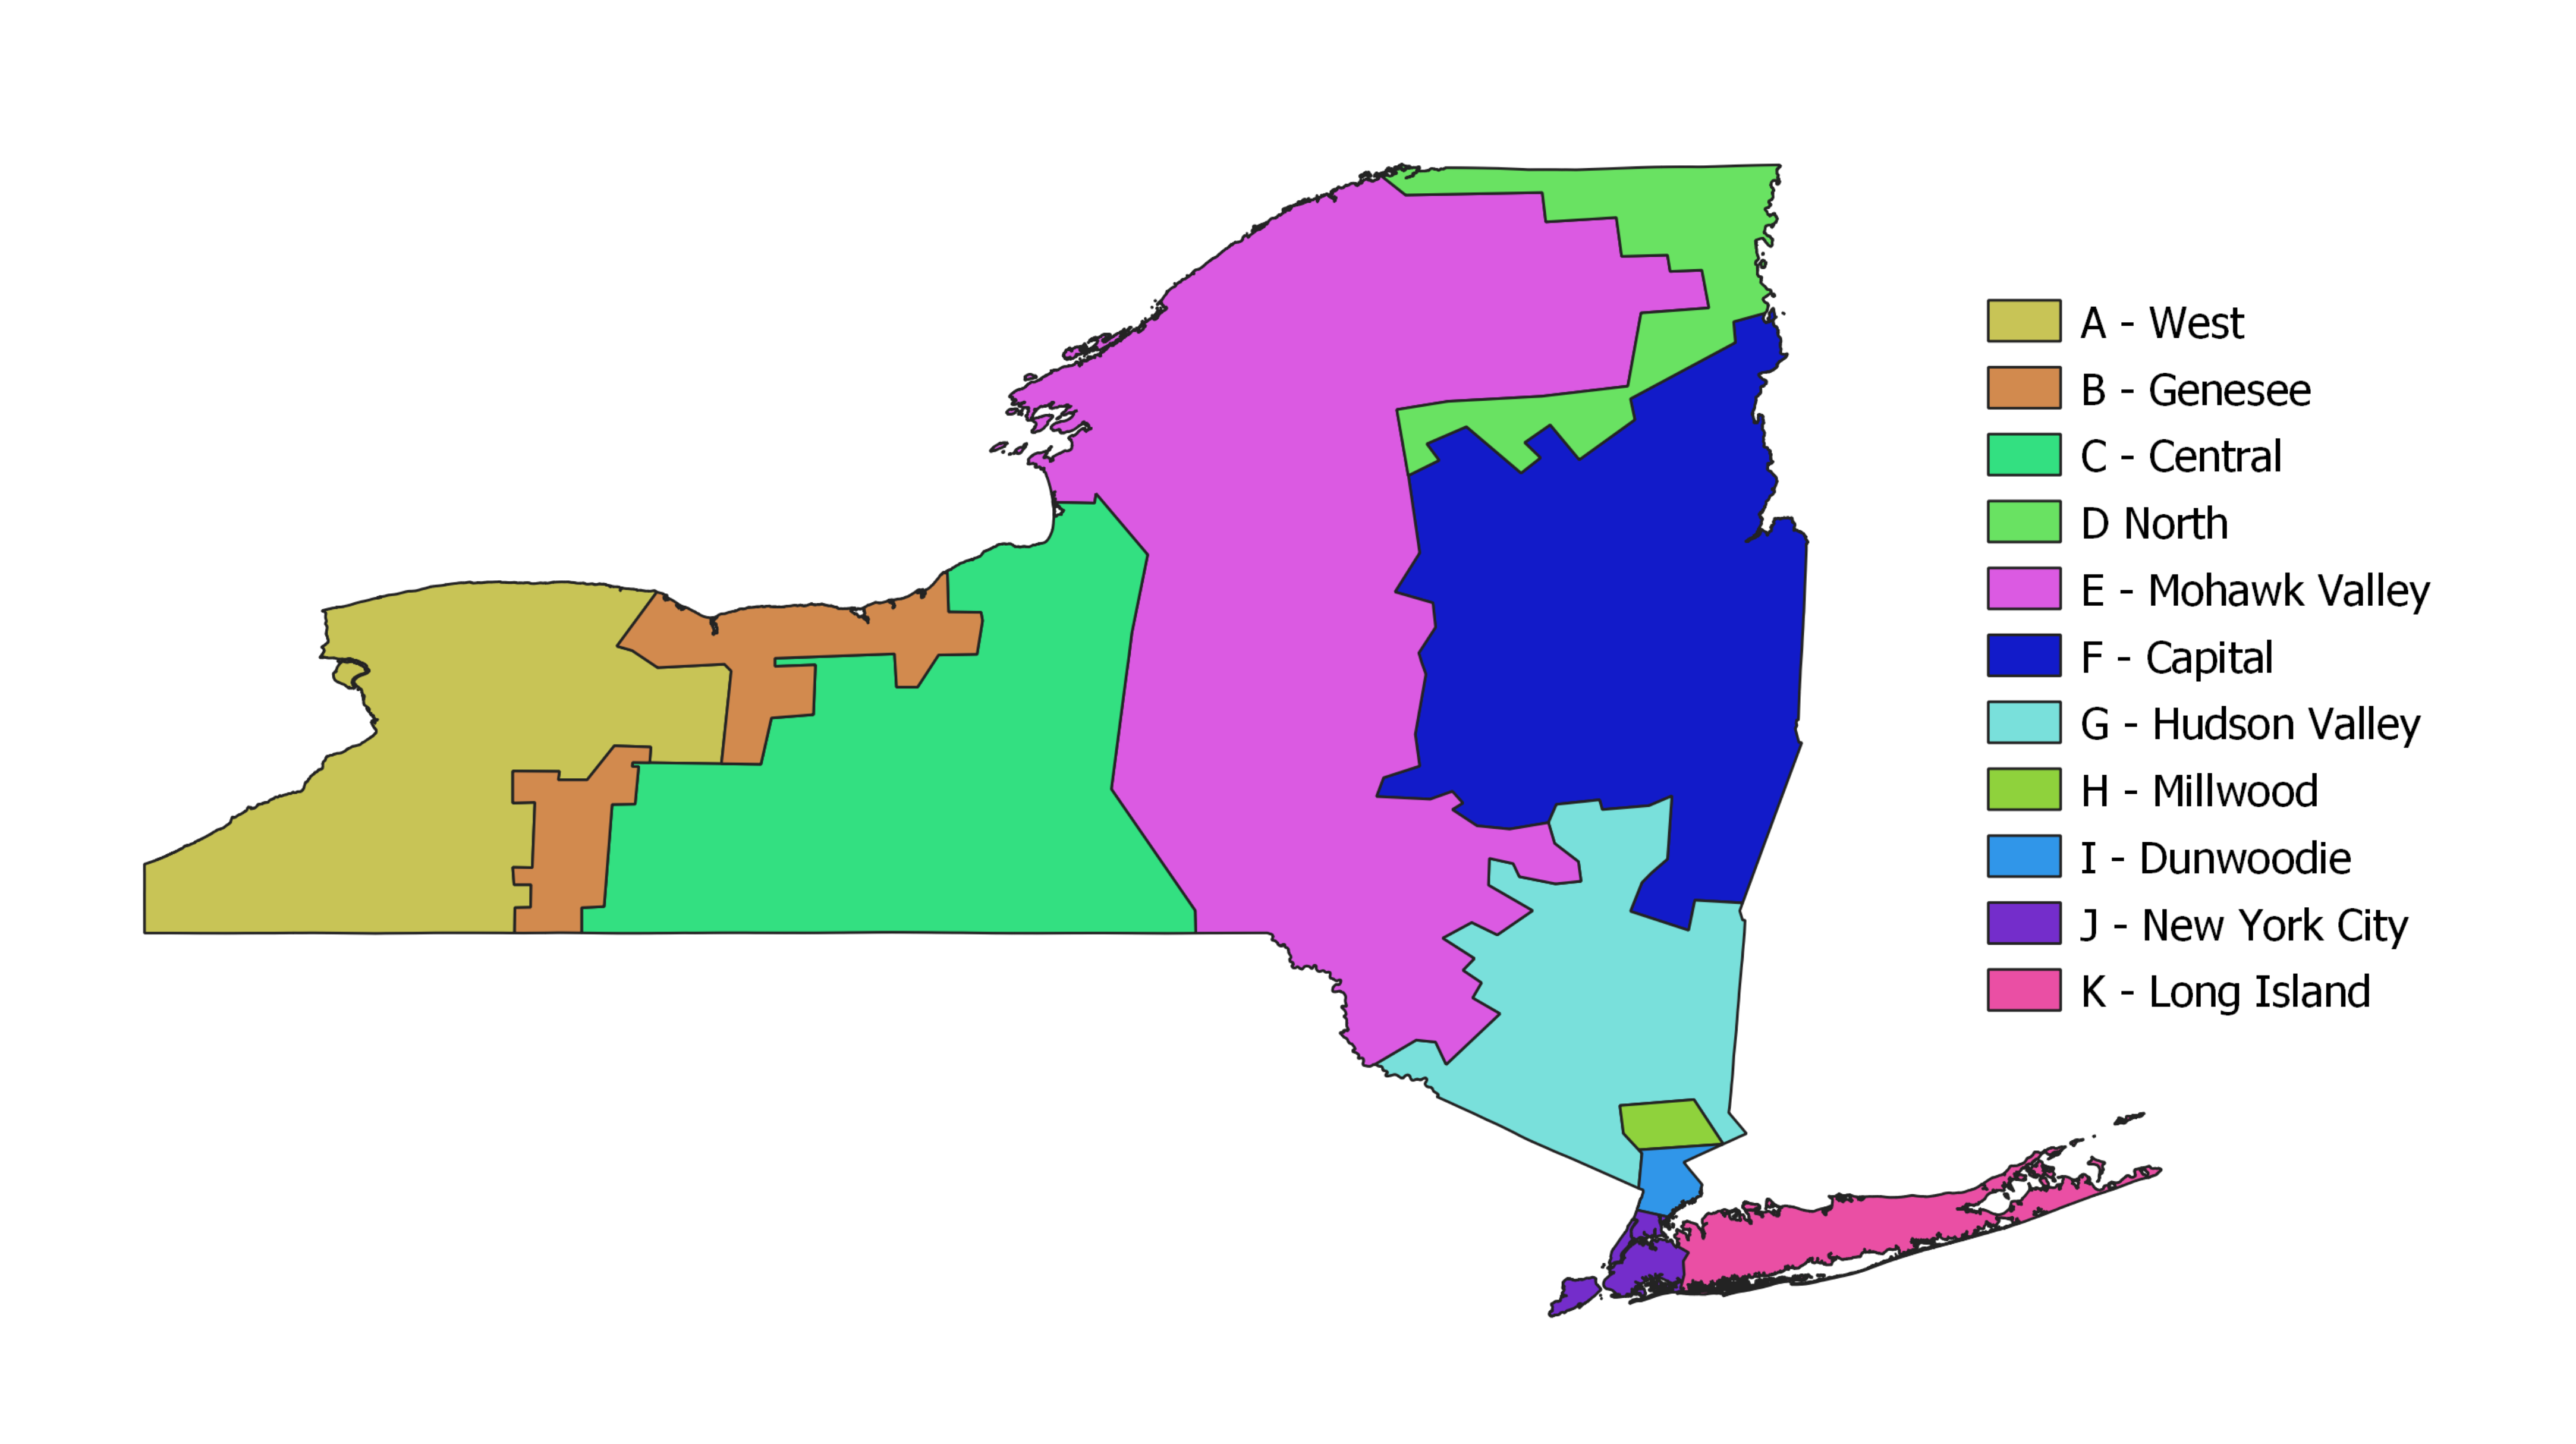 A - West
B - Genesee
C - Central
D North
E - Mohawk Valley
F - Capital
G - Hudson Valley
H - Millwood
I - Dunwoodie
J - New York City
K - Long Island